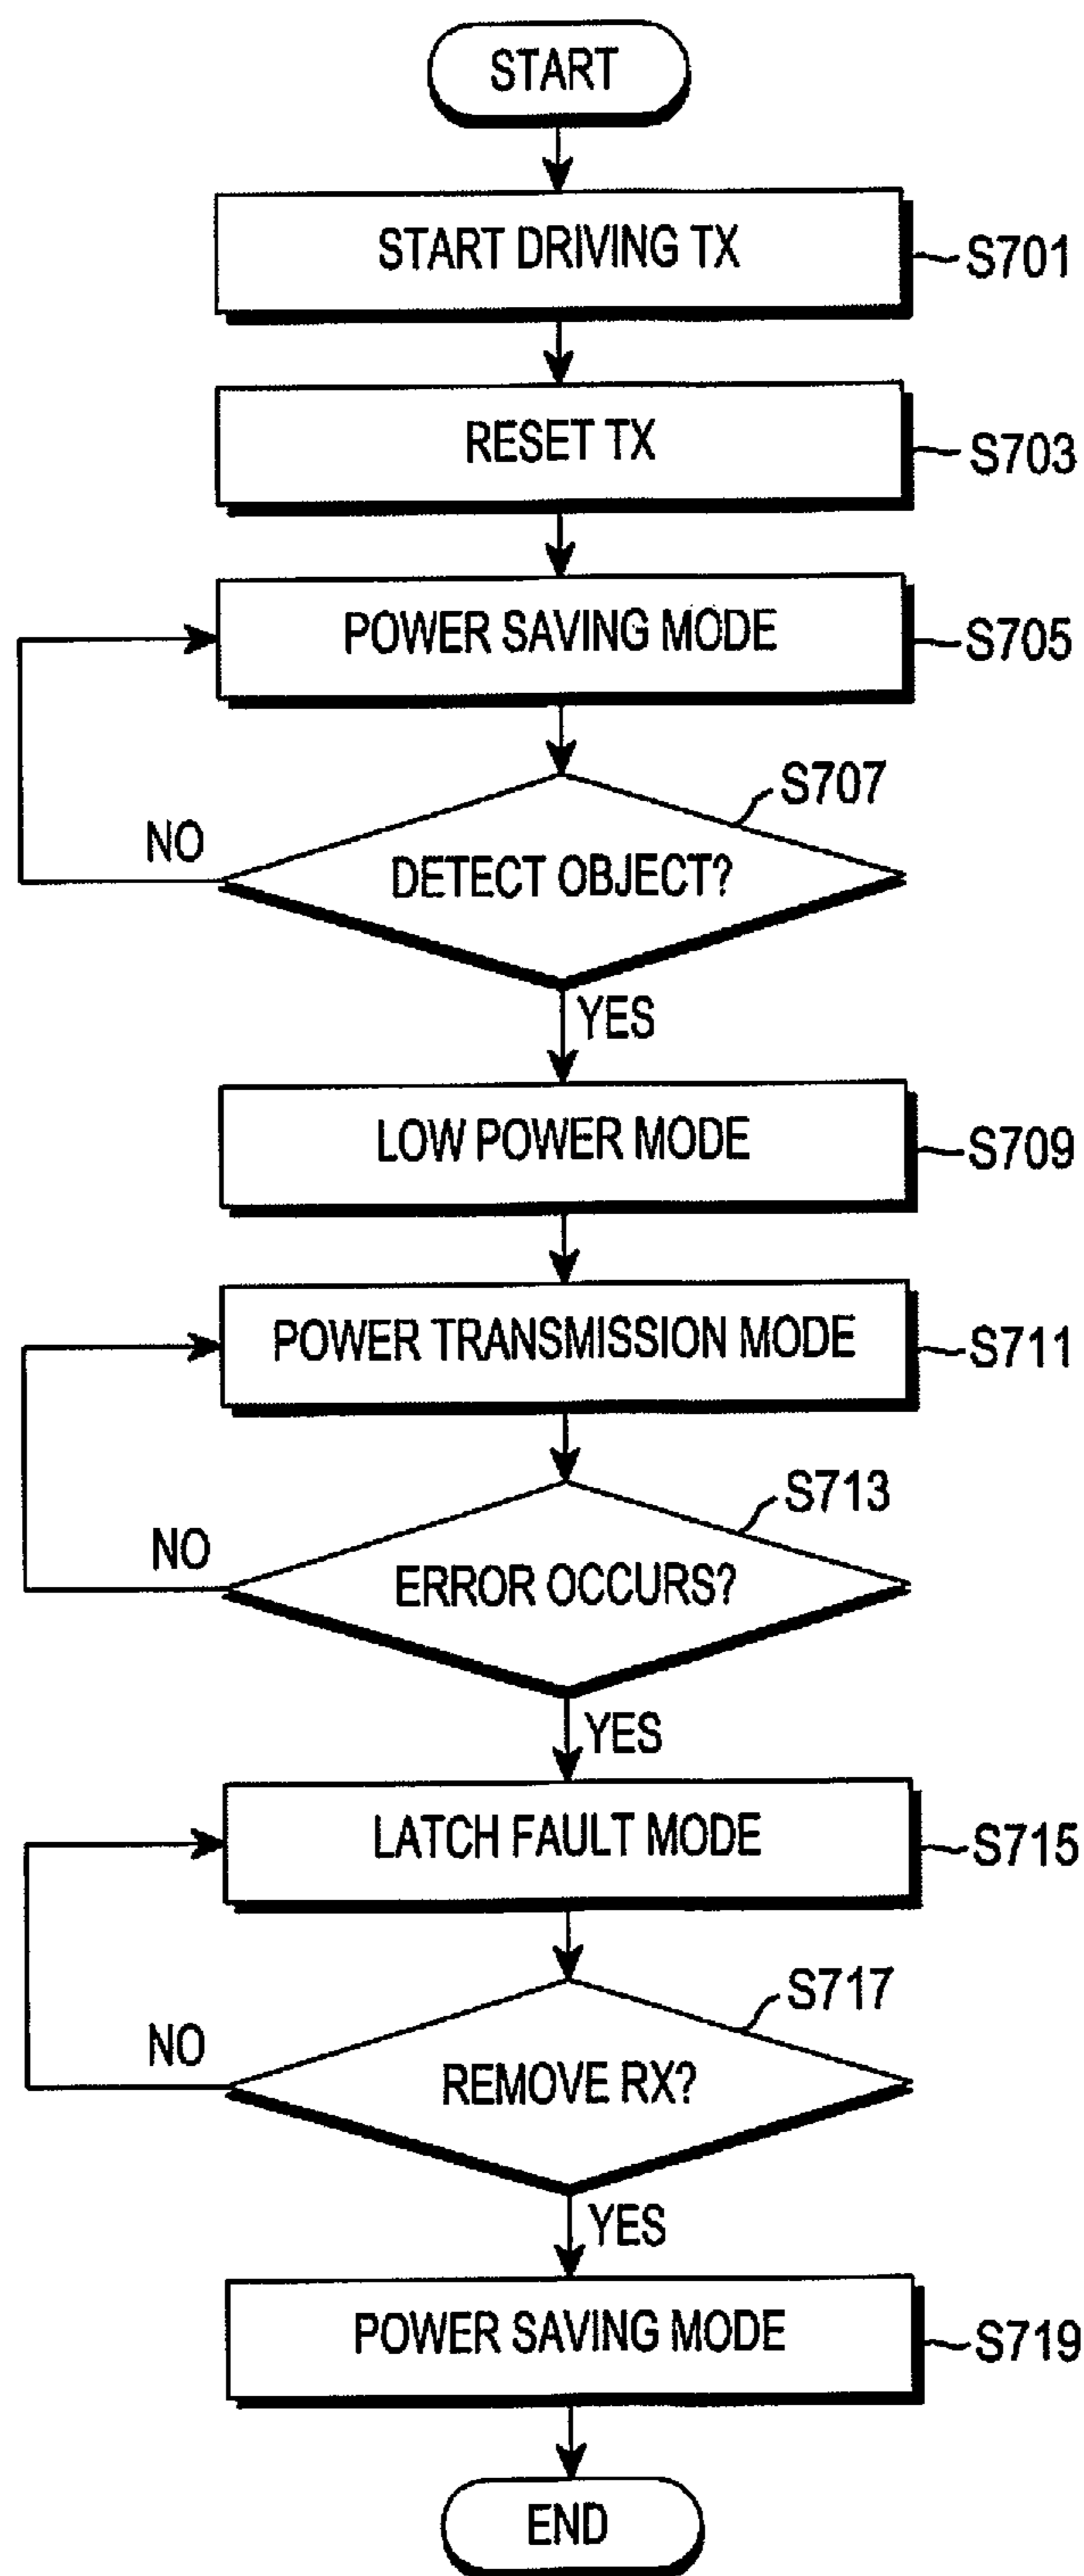 START
START DRIVING TX
S701
RESET TX
S703
POWER SAVING MODE
S705
S707
DETECT OBJECT?
NO
YES
LOW POWER MODE
S709
POWER TRANSMISSION MODE
S711
S713
ERROR OCCURS?
NO
YES
LATCH FAULT MODE
S715
S717
REMOVE RX?
NO
YES
POWER SAVING MODE
S719
END